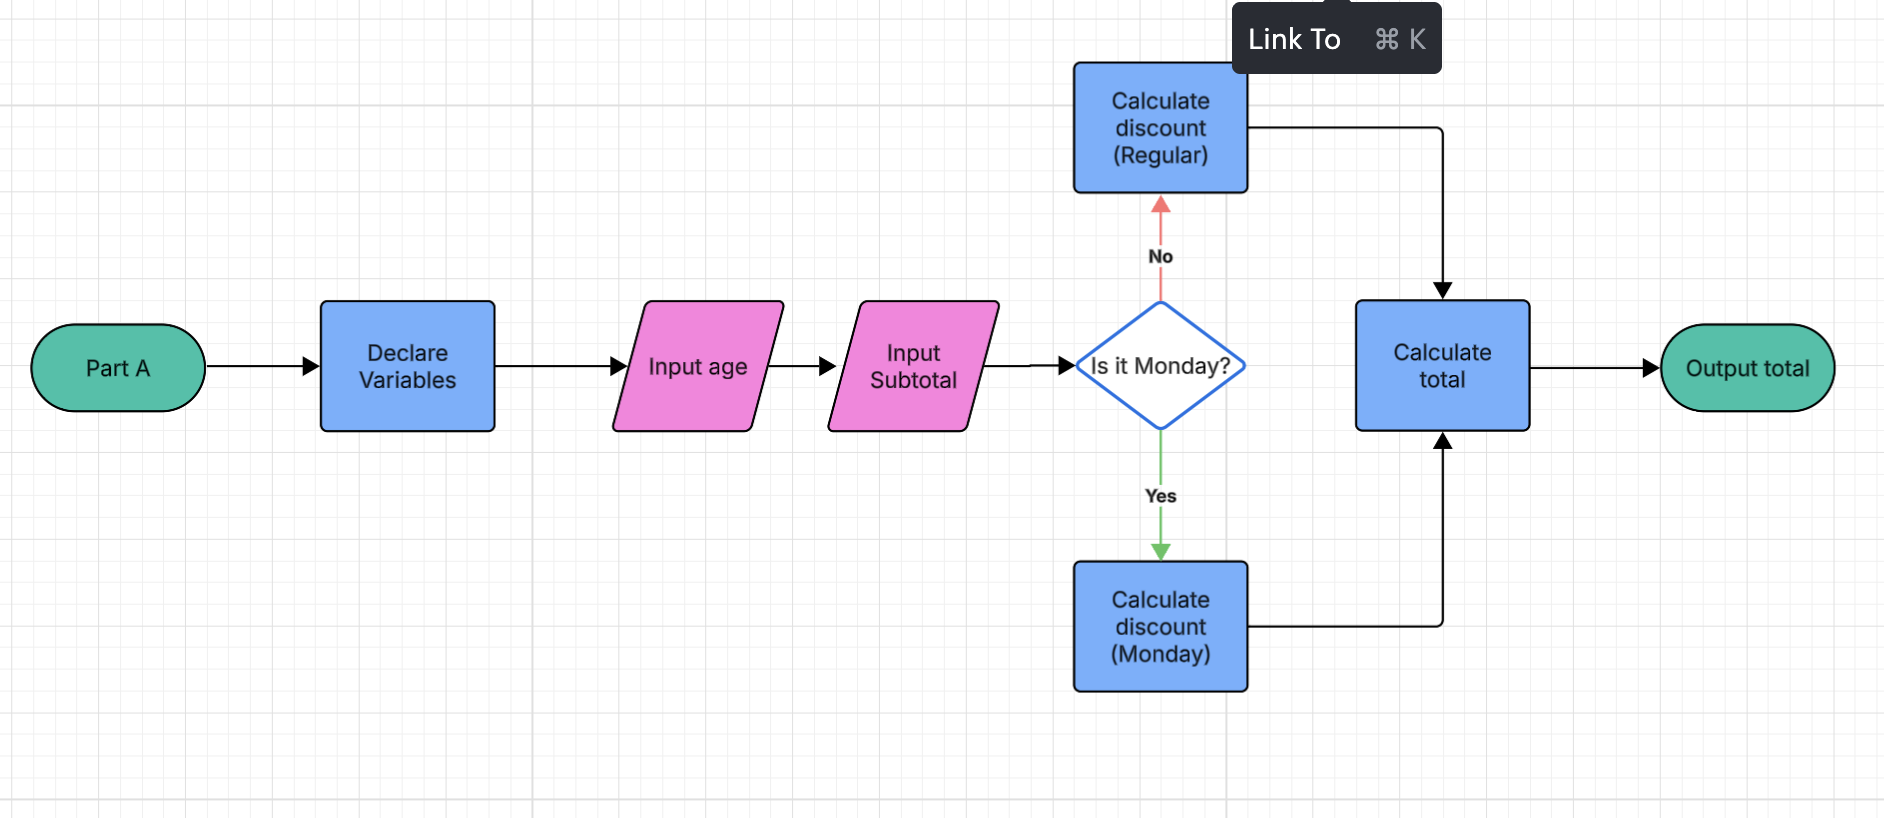 Link To ⌘ K
Calculate
discount
(Regular)
No
Part A
Declare
Variables
Input age
Input
Subtotal
Is it Monday?
Calculate
total
Output total
Yes
Calculate
discount
(Monday)